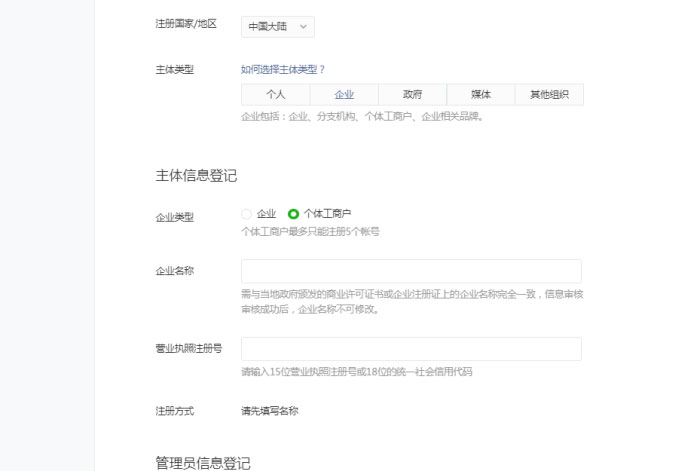 注册国家/地区 中国大陆
主体类型 如何选择主体类型？
个人 企业 政府 媒体 其他组织
企业包括：企业、分支机构、个体工商户、企业相关品牌。
主体信息登记
企业类型 企业 个体工商户
个体工商户最多只能注册5个帐号
企业名称
需与当地政府颁发的商业许可证书或企业注册证上的企业名称完全一致，信息审核
审核成功后，企业名称不可修改。
营业执照注册号
请输入15位营业执照注册号或18位的统一社会信用代码
注册方式 请先填写名称
管理员信息登记